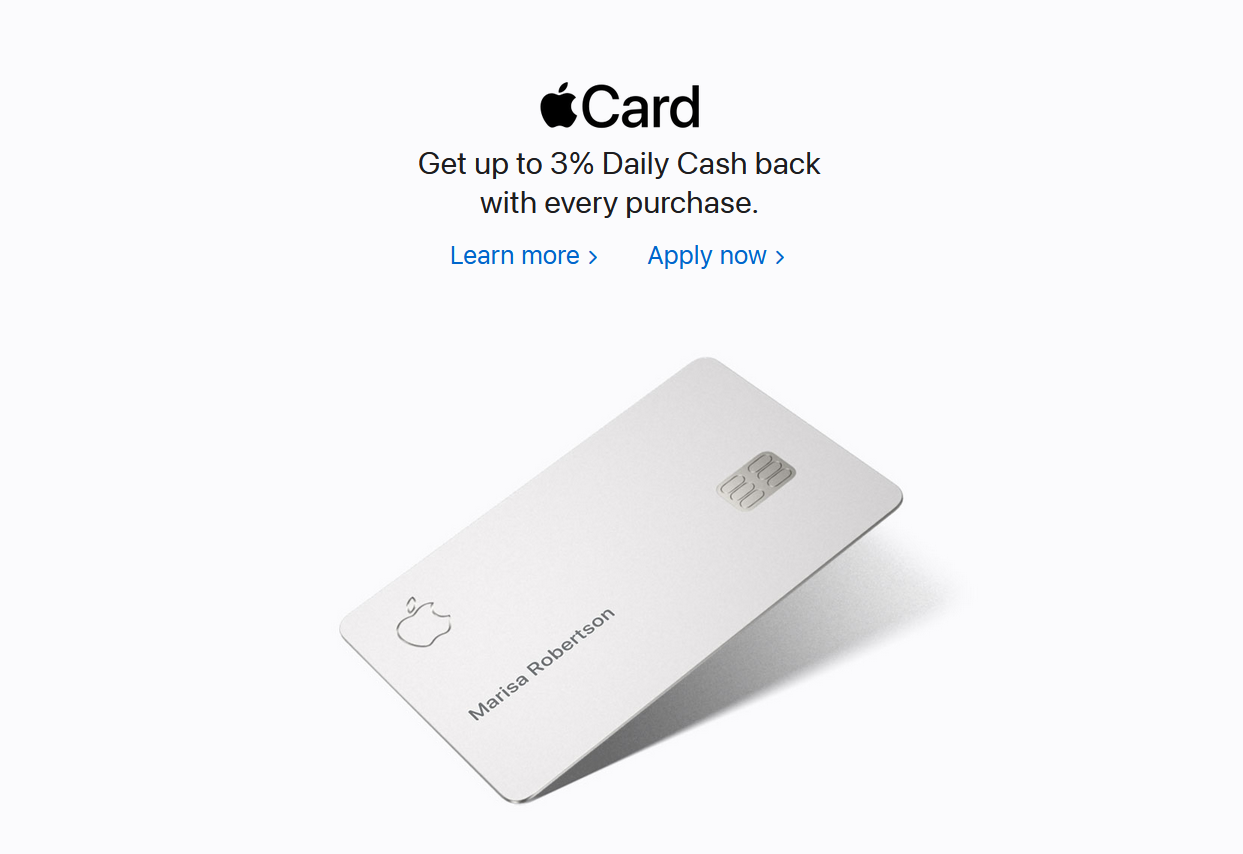 Card
Get up to 3% Daily Cash back
with every purchase.
Learn more >
Apply now >
Marisa Robertson